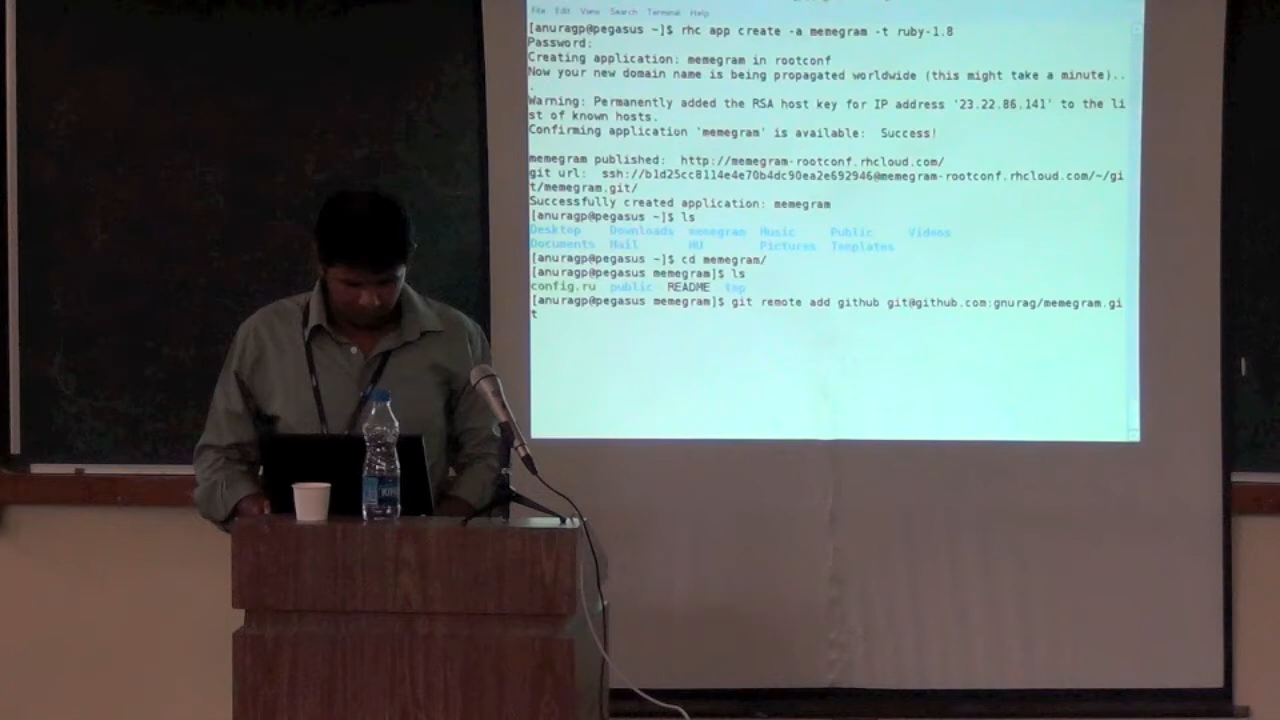 File Edit View Search Terminal Help
[anuragp@pegasus ~]$ rhc app create -a memegram -t ruby-1.8
Password:
Creating application: memegram in rootconf
Now your new domain name is being propagated worldwide (this might take a minute)..
.
Warning: Permanently added the RSA host key for IP address '23.22.86.141' to the li
st of known hosts.
Confirming application 'memegram' is available:  Success!
memegram published:  http://memegram-rootconf.rhcloud.com/
git url:  ssh://b1d25cc8114e4e70b4dc90ea2e692946@memegram-rootconf.rhcloud.com/~/gi
t/memegram.git/
Successfully created application: memegram
[anuragp@pegasus ~]$ ls
Desktop Downloads memegram Music Public Videos
Documents Mail NU Pictures Templates
[anuragp@pegasus ~]$ cd memegram/
[anuragp@pegasus memegram]$ ls
config.ru public README tmp
[anuragp@pegasus memegram]$ git remote add github git@github.com:gnurag/memegram.gi
t